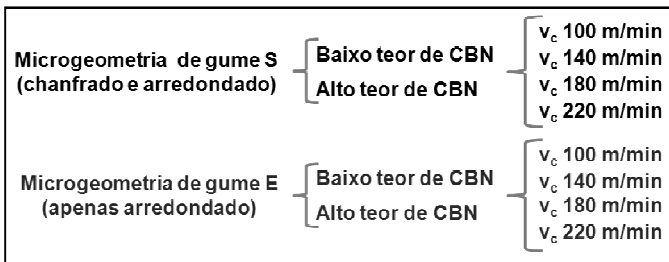 Microgeometria de gume S
(chanfrado e arredondado)
Baixo teor de CBN
Alto teor de CBN
vc 100 m/min
vc 140 m/min
vc 180 m/min
vc 220 m/min
Microgeometria de gume E
(apenas arredondado)
Baixo teor de CBN
Alto teor de CBN
vc 100 m/min
vc 140 m/min
vc 180 m/min
vc 220 m/min